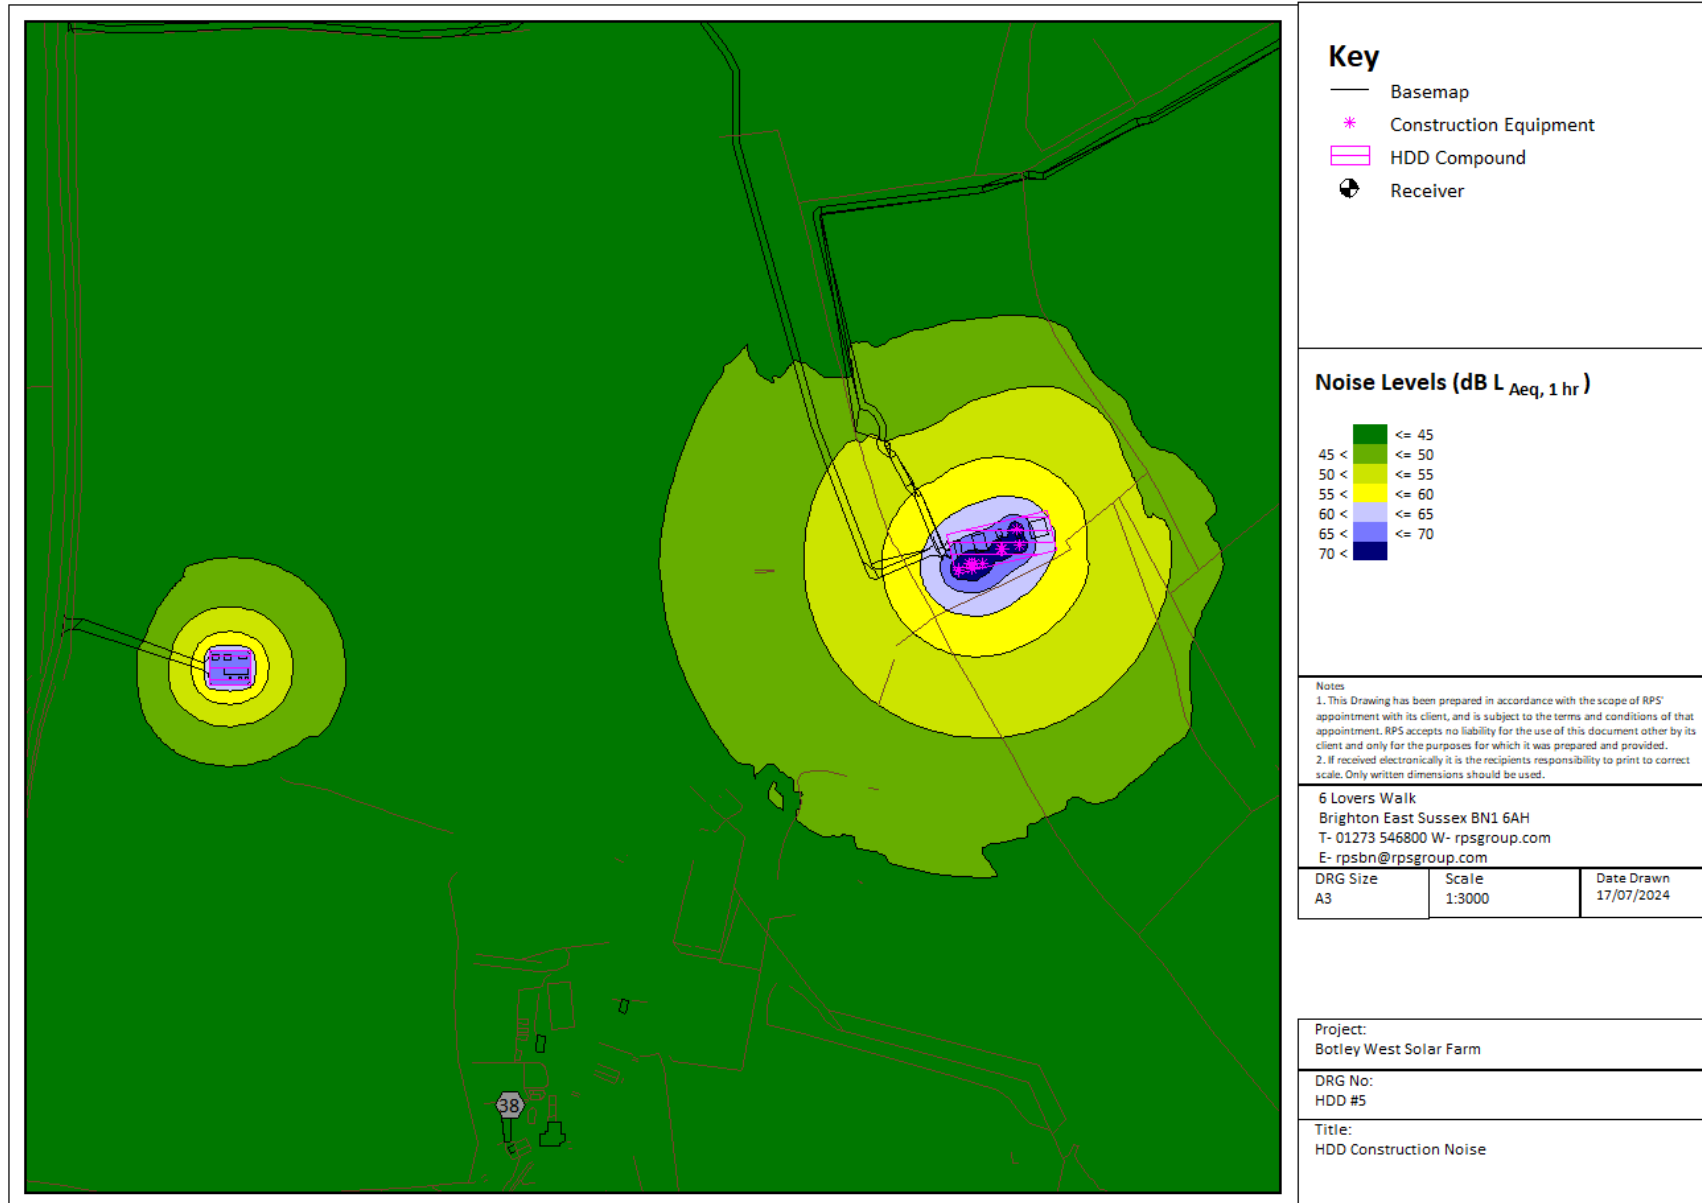 Key
Basemap
Construction Equipment
HDD Compound
Receiver
Noise Levels (dB L Aeq, 1 hr )
<= 45
45 < <= 50
50 < <= 55
55 < <= 60
60 < <= 65
65 < <= 70
70 <
Notes
1. This Drawing has been prepared in accordance with the scope of RPS'
appointment with its client, and is subject to the terms and conditions of that
appointment. RPS accepts no liability for the use of this document other by its
client and only for the purposes for which it was prepared and provided.
2. If received electronically it is the recipients responsibility to print to correct
scale. Only written dimensions should be used.
6 Lovers Walk
Brighton East Sussex BN1 6AH
T- 01273 546800 W- rpsgroup.com
E- rpsbn@rpsgroup.com
DRG Size Scale Date Drawn
A3 1:3000 17/07/2024
Project:
Botley West Solar Farm
DRG No:
HDD #5
Title:
HDD Construction Noise
38